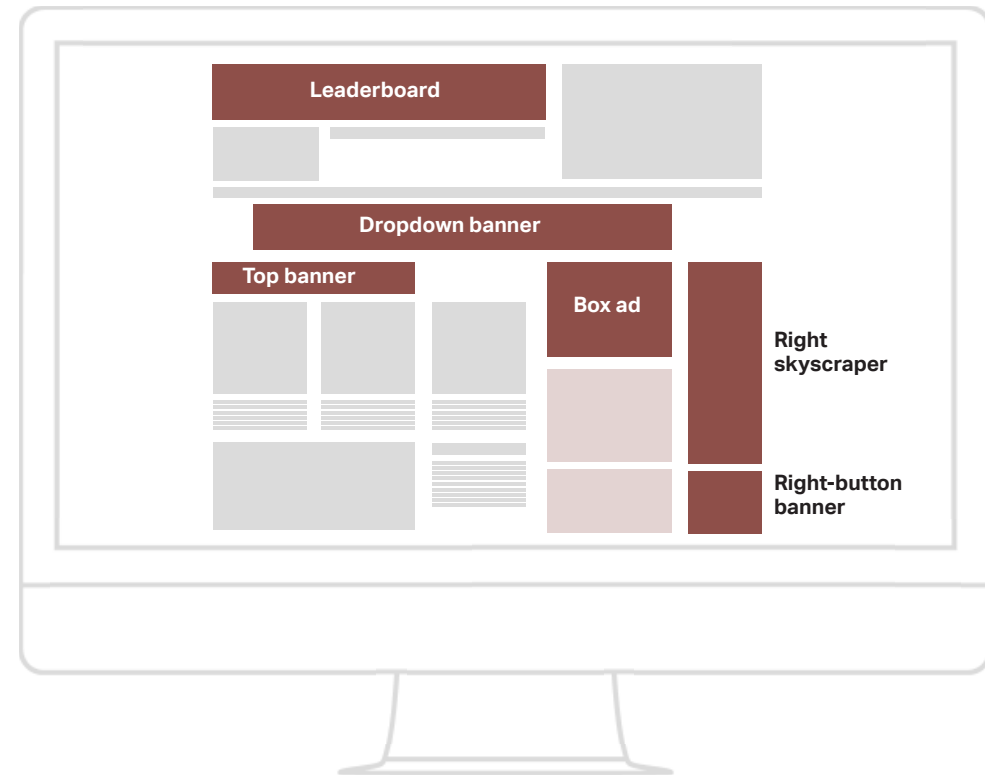 Leaderboard
Dropdown banner
Top banner
Box ad
Right
skyscraper
Right-button
banner